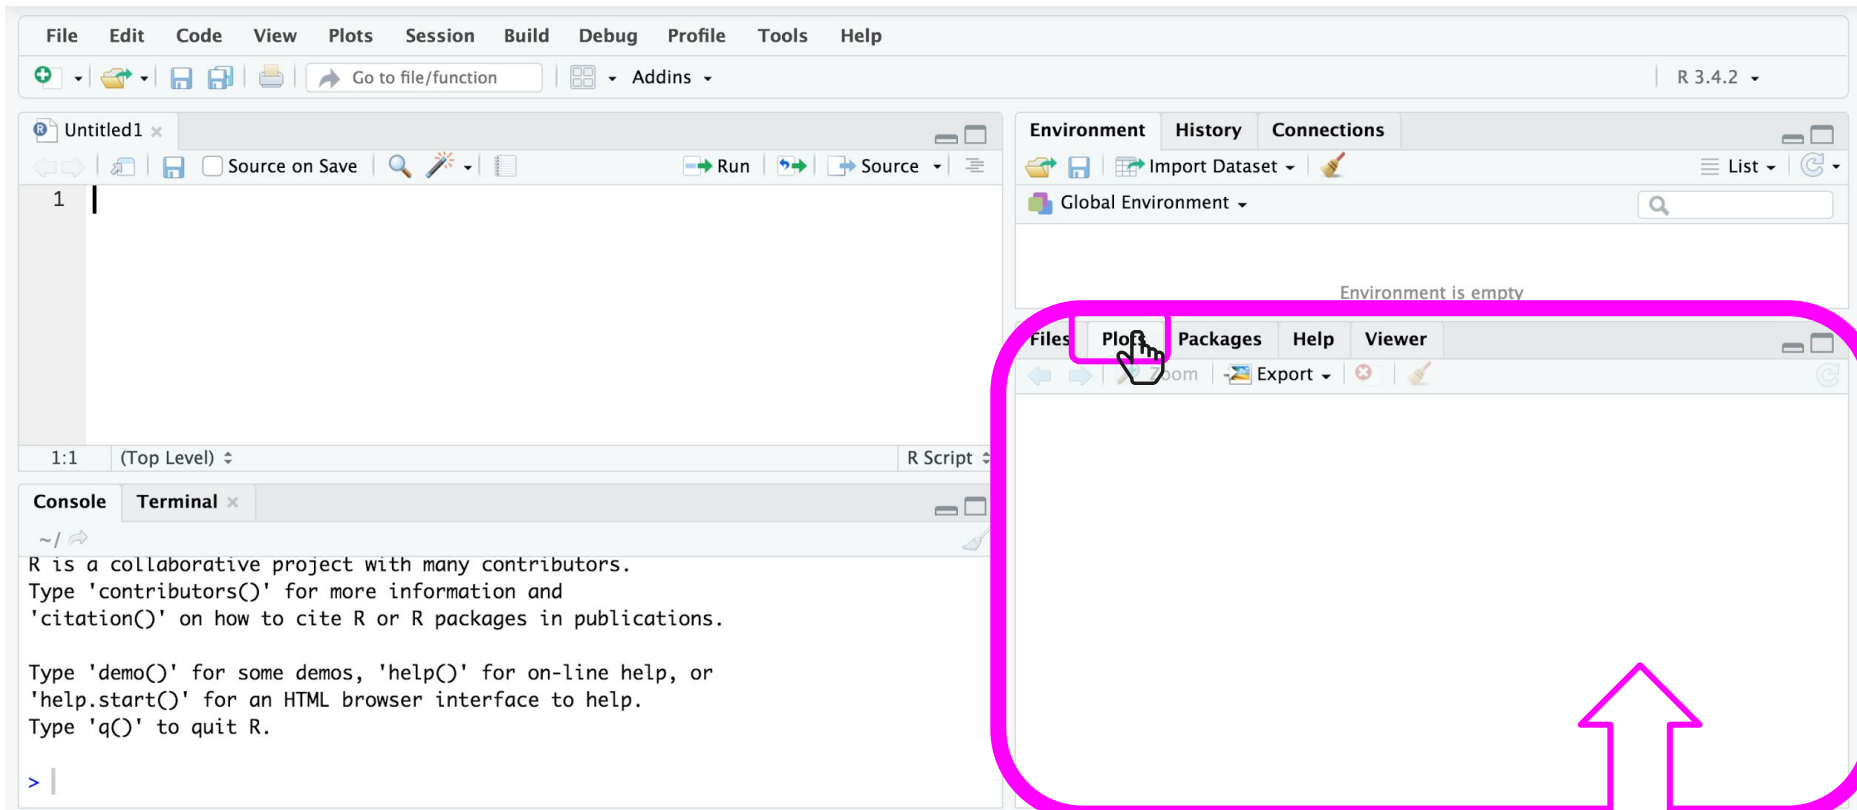 File Edit Code View Plots Session Build Debug Profile Tools Help
Go to file/function Addins R 3.4.2
Untitled1
Source on Save Run Source
1
1:1 (Top Level) R Script
Console Terminal
~/
R is a collaborative project with many contributors.
Type 'contributors()' for more information and
'citation()' on how to cite R or R packages in publications.
Type 'demo()' for some demos, 'help()' for on-line help, or
'help.start()' for an HTML browser interface to help.
Type 'q()' to quit R.
>
Environment History Connections
Import Dataset List
Global Environment
Environment is empty
Files Plots Packages Help Viewer
Zoom Export